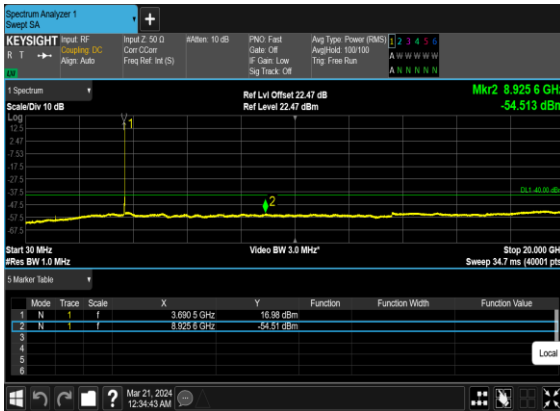 Spectrum Analyzer 1
Swept SA
+
KEYSIGHT Input: RF Input Z: 50 Ω #Atten: 10 dB PNO: Fast Avg Type: Power (RMS) 1 2 3 4 5 6
R T Coupling: DC Corr CCorr Gate: Off Avg|Hold: 100/100 A W W W W W
Align: Auto Freq Ref: Int (S) IF Gain: Low Trig: Free Run
Sig Track: Off A N N N N N
LXI
1 Spectrum Ref Lvl Offset 22.47 dB Mkr2 8.925 6 GHz
Scale/Div 10 dB Ref Level 22.47 dBm -54.513 dBm
Log
12.5
2.47
-7.53
-17.5
-27.5
-37.5
-47.5
-57.5
-67.5
1
2
DL1 -40.00 dBm
Start 30 MHz Video BW 3.0 MHz* Stop 20.000 GHz
#Res BW 1.0 MHz Sweep 34.7 ms (40001 pts)
5 Marker Table
Mode Trace Scale X Y Function Function Width Function Value
1 N 1 f 3.690 5 GHz 16.98 dBm
2 N 1 f 8.925 6 GHz -54.51 dBm
3
4
5
6
Local
? Mar 21, 2024
12:34:43 AM